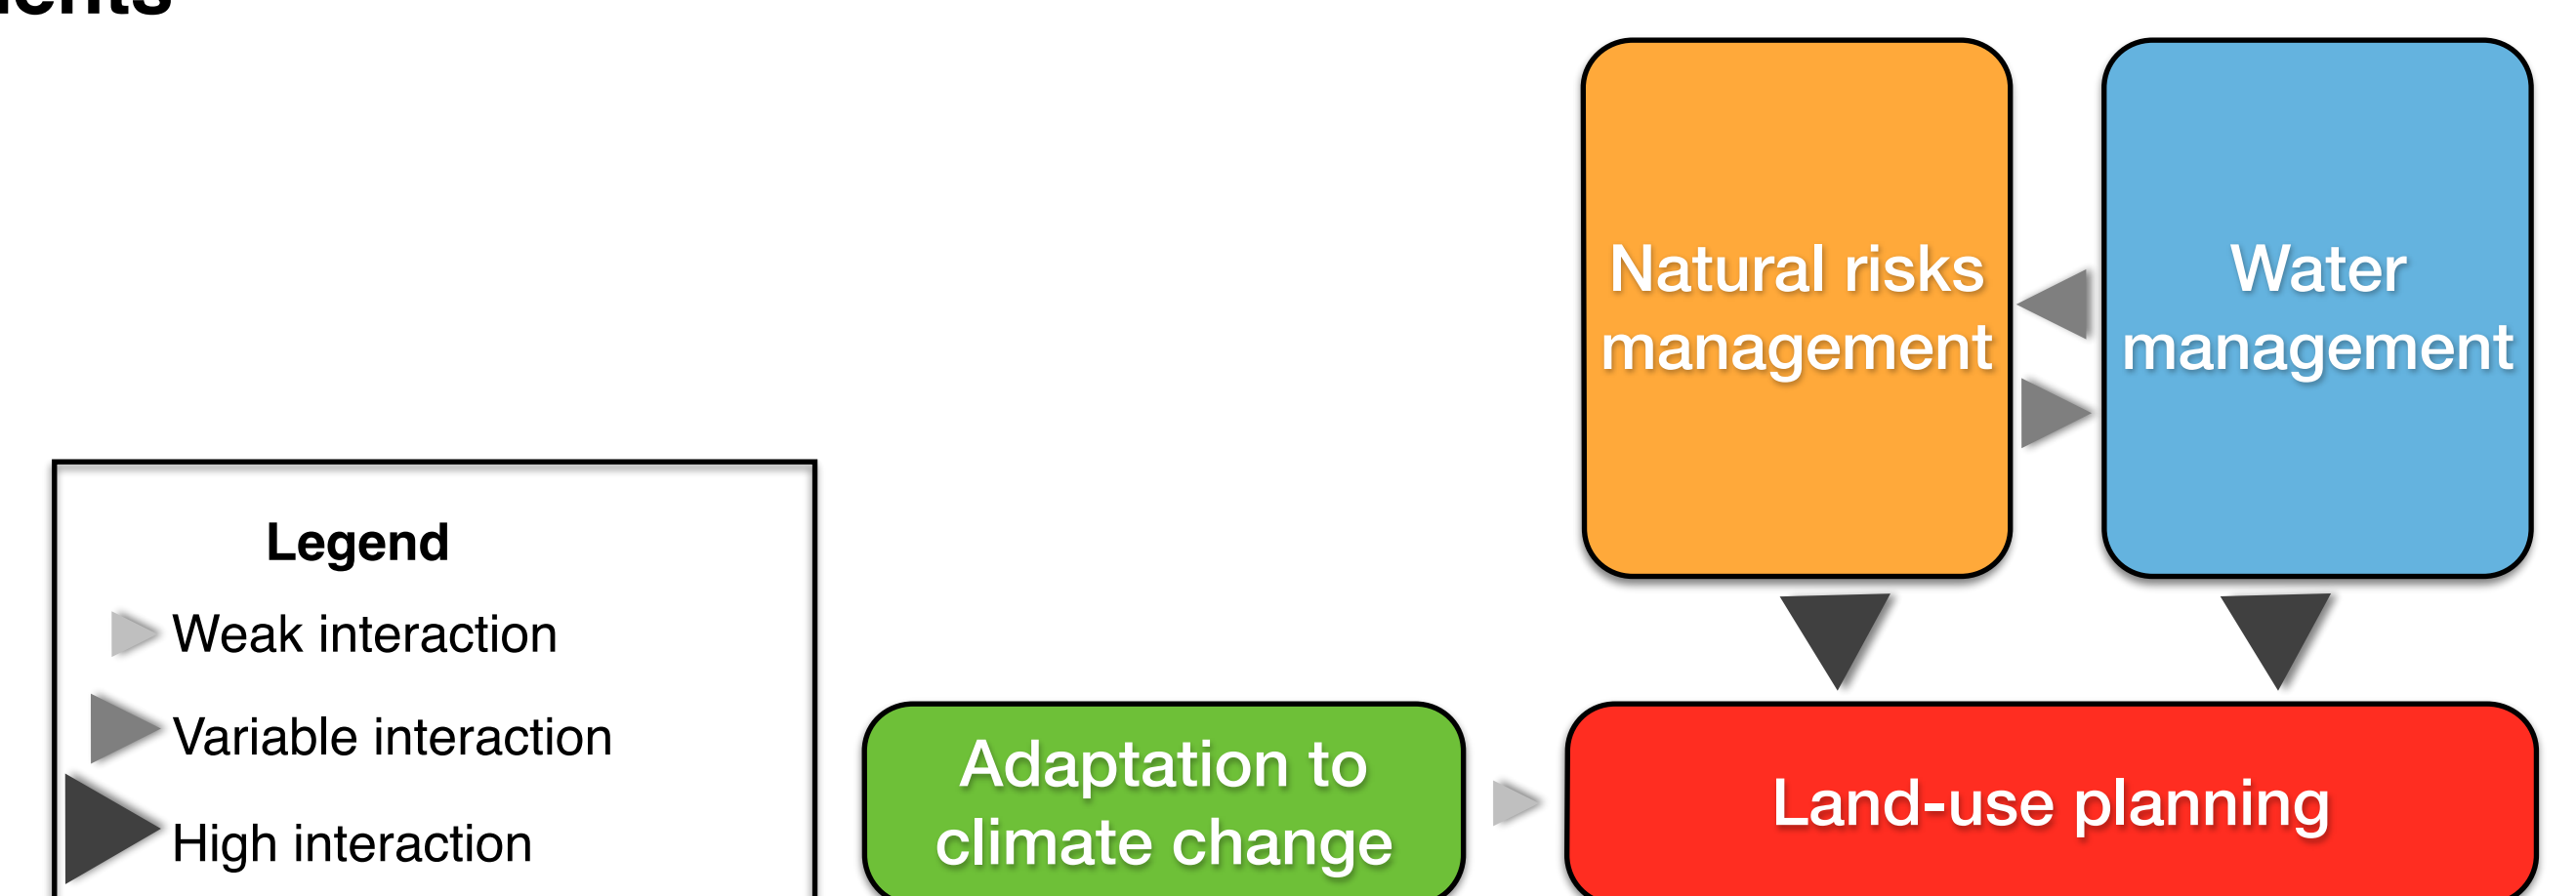 Natural risks
management
Water
management
Legend
Weak interaction
Variable interaction
High interaction
Adaptation to
climate change
Land-use planning